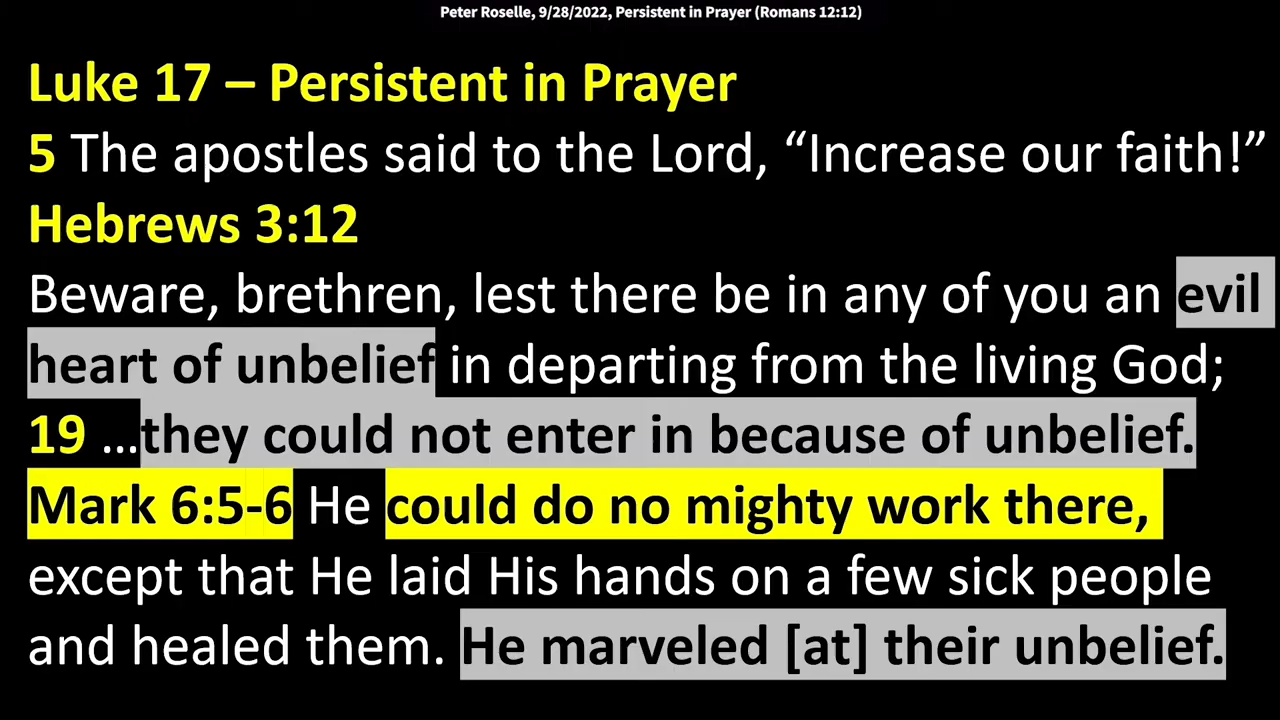 Peter Roselle, 9/28/2022, Persistent in Prayer (Romans 12:12)
Luke 17 – Persistent in Prayer
5 The apostles said to the Lord, “Increase our faith!”
Hebrews 3:12
Beware, brethren, lest there be in any of you an evil
heart of unbelief in departing from the living God;
19 …they could not enter in because of unbelief.
Mark 6:5-6 He could do no mighty work there,
except that He laid His hands on a few sick people
and healed them. He marveled [at] their unbelief.